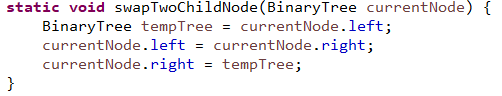 static void swapTwoChildNode(BinaryTree currentNode) {
    BinaryTree tempTree = currentNode.left;
    currentNode.left = currentNode.right;
    currentNode.right = tempTree;
}